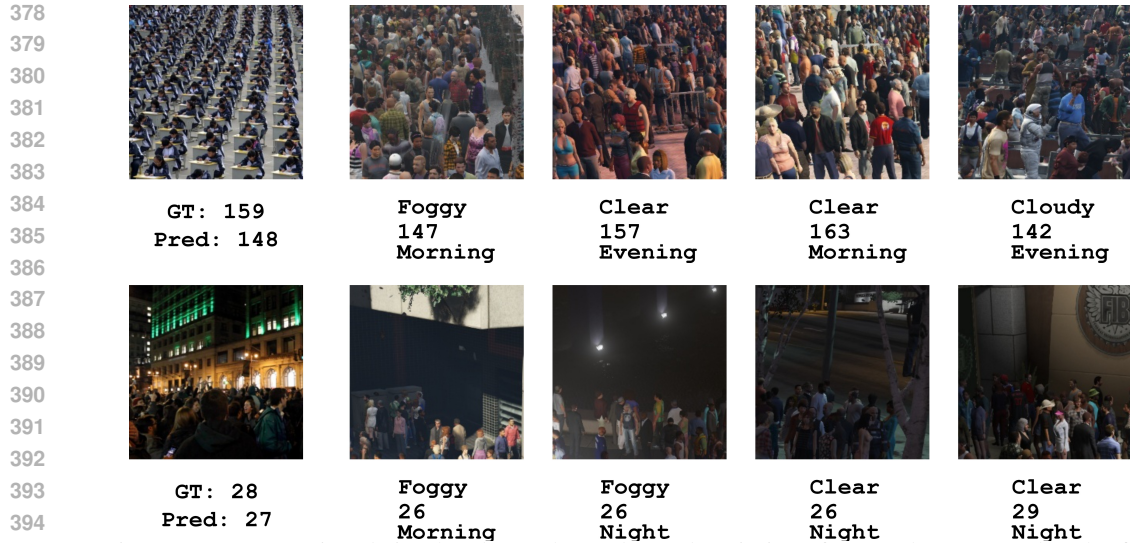 378
379
380
381
382
383
384
385
386
387
388
389
390
391
392
393
394
GT: 159
Pred: 148
Foggy
147
Morning
Clear
157
Evening
Clear
163
Morning
Cloudy
142
Evening
FIB
GT: 28
Pred: 27
Foggy
26
Morning
Foggy
26
Night
Clear
26
Night
Clear
29
Night